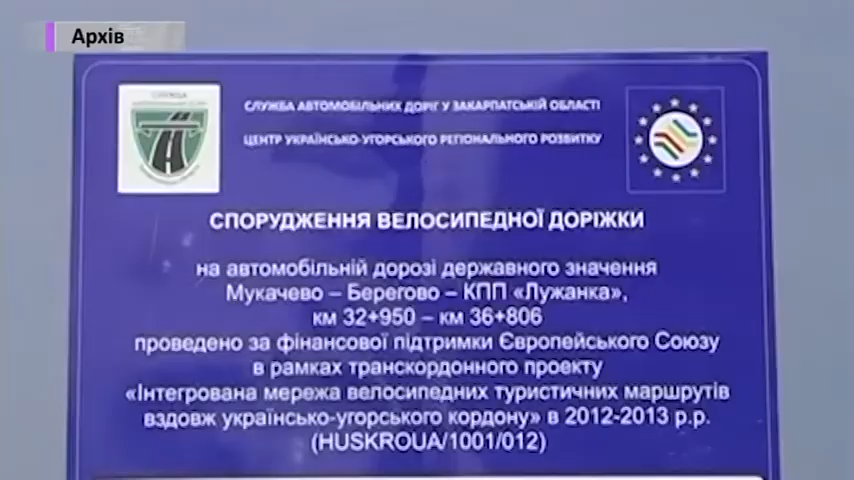 Архів
СЛУЖБА АВТОМОБІЛЬНИХ ДОРІГ У ЗАКАРПАТСЬКІЙ ОБЛАСТІ
ЦЕНТР УКРАЇНСЬКО-УГОРСЬКОГО РЕГІОНАЛЬНОГО РОЗВИТКУ
СПОРУДЖЕННЯ ВЕЛОСИПЕДНОЇ ДОРІЖКИ
на автомобільній дорозі державного значення
Мукачево – Берегово – КПП «Лужанка»,
км 32+950 – км 36+806
проведено за фінансової підтримки Європейського Союзу
в рамках транскордонного проекту
«Інтегрована мережа велосипедних туристичних маршрутів
вздовж українсько-угорського кордону» в 2012-2013 р.р.
(HUSKROUA/1001/012)